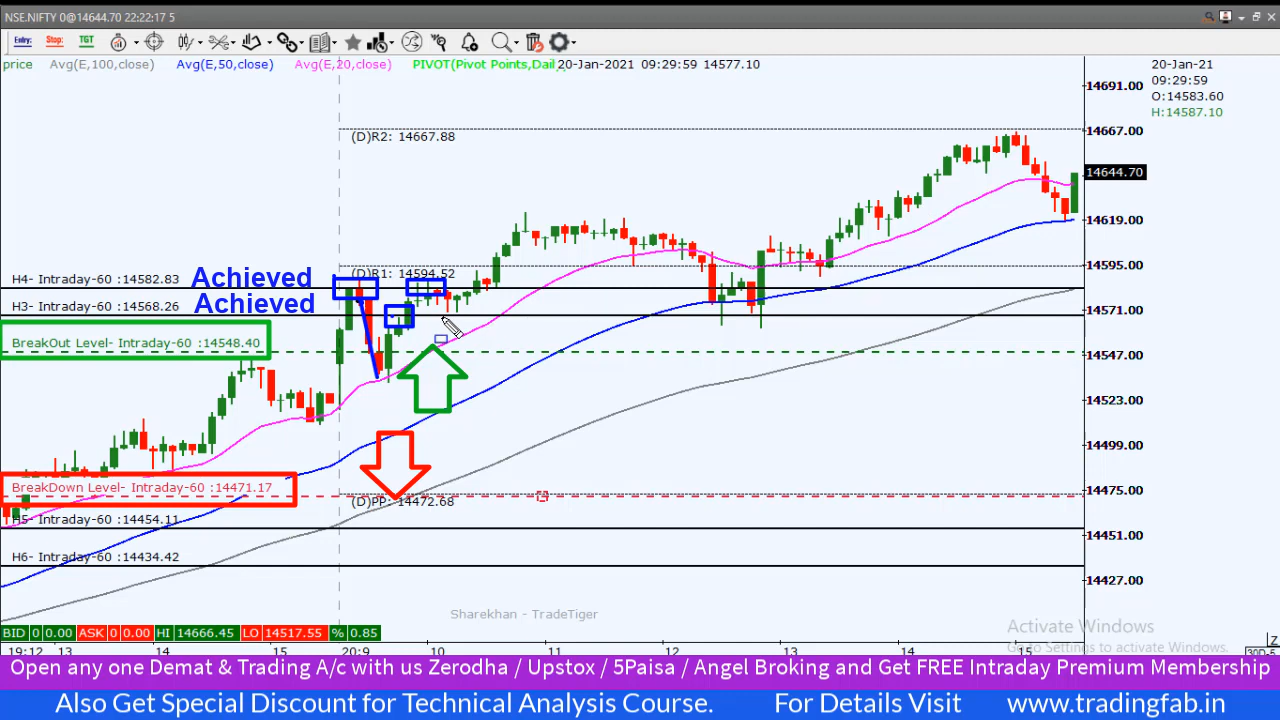 NSE.NIFTY 0@14644.70 22:22:17 5
Entry: Stop: TGT
price Avg(E,100,close) Avg(E,50,close) Avg(E,20,close) PIVOT(Pivot Points,Dail 20-Jan-2021 09:29:59 14577.10
20-Jan-21
09:29:59
O:14583.60
H:14587.10
14691.00
(D)R2: 14667.88
14667.00
14644.70
14619.00
(D)R1: 14594.52
14595.00
H4- Intraday-60 :14582.83 Achieved
H3- Intraday-60 :14568.26 Achieved
14571.00
BreakOut Level- Intraday-60 :14548.40
14547.00
14523.00
14499.00
BreakDown Level- Intraday-60 :14471.17
14475.00
(D)PP: 14472.68
H5- Intraday-60 :14454.11
14451.00
H6- Intraday-60 :14434.42
14427.00
Sharekhan - TradeTiger
Activate Windows
Go to Settings to activate Windows.
BID 0 0.00 ASK 0 0.00 HI 14666.45 LO 14517.55 % 0.85
19:12 13 14 15 20:9 10 11 12 13 14 15 30D-5
Open any one Demat & Trading A/c with us Zerodha / Upstox / 5Paisa / Angel Broking and Get FREE Intraday Premium Membership
Also Get Special Discount for Technical Analysis Course. For Details Visit www.tradingfab.in